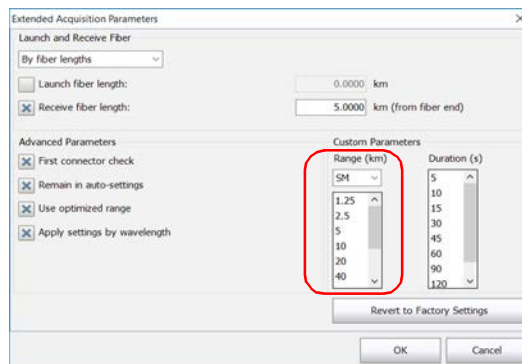 Extended Acquisition Parameters
Launch and Receive Fiber
By fiber lengths
Launch fiber length: 0.0000 km
Receive fiber length: 5.0000 km (from fiber end)
Advanced Parameters
First connector check
Remain in auto-settings
Use optimized range
Apply settings by wavelength
Custom Parameters
Range (km)
SM
1.25
2.5
5
10
20
40
Duration (s)
5
10
15
30
45
60
90
120
Revert to Factory Settings
OK Cancel